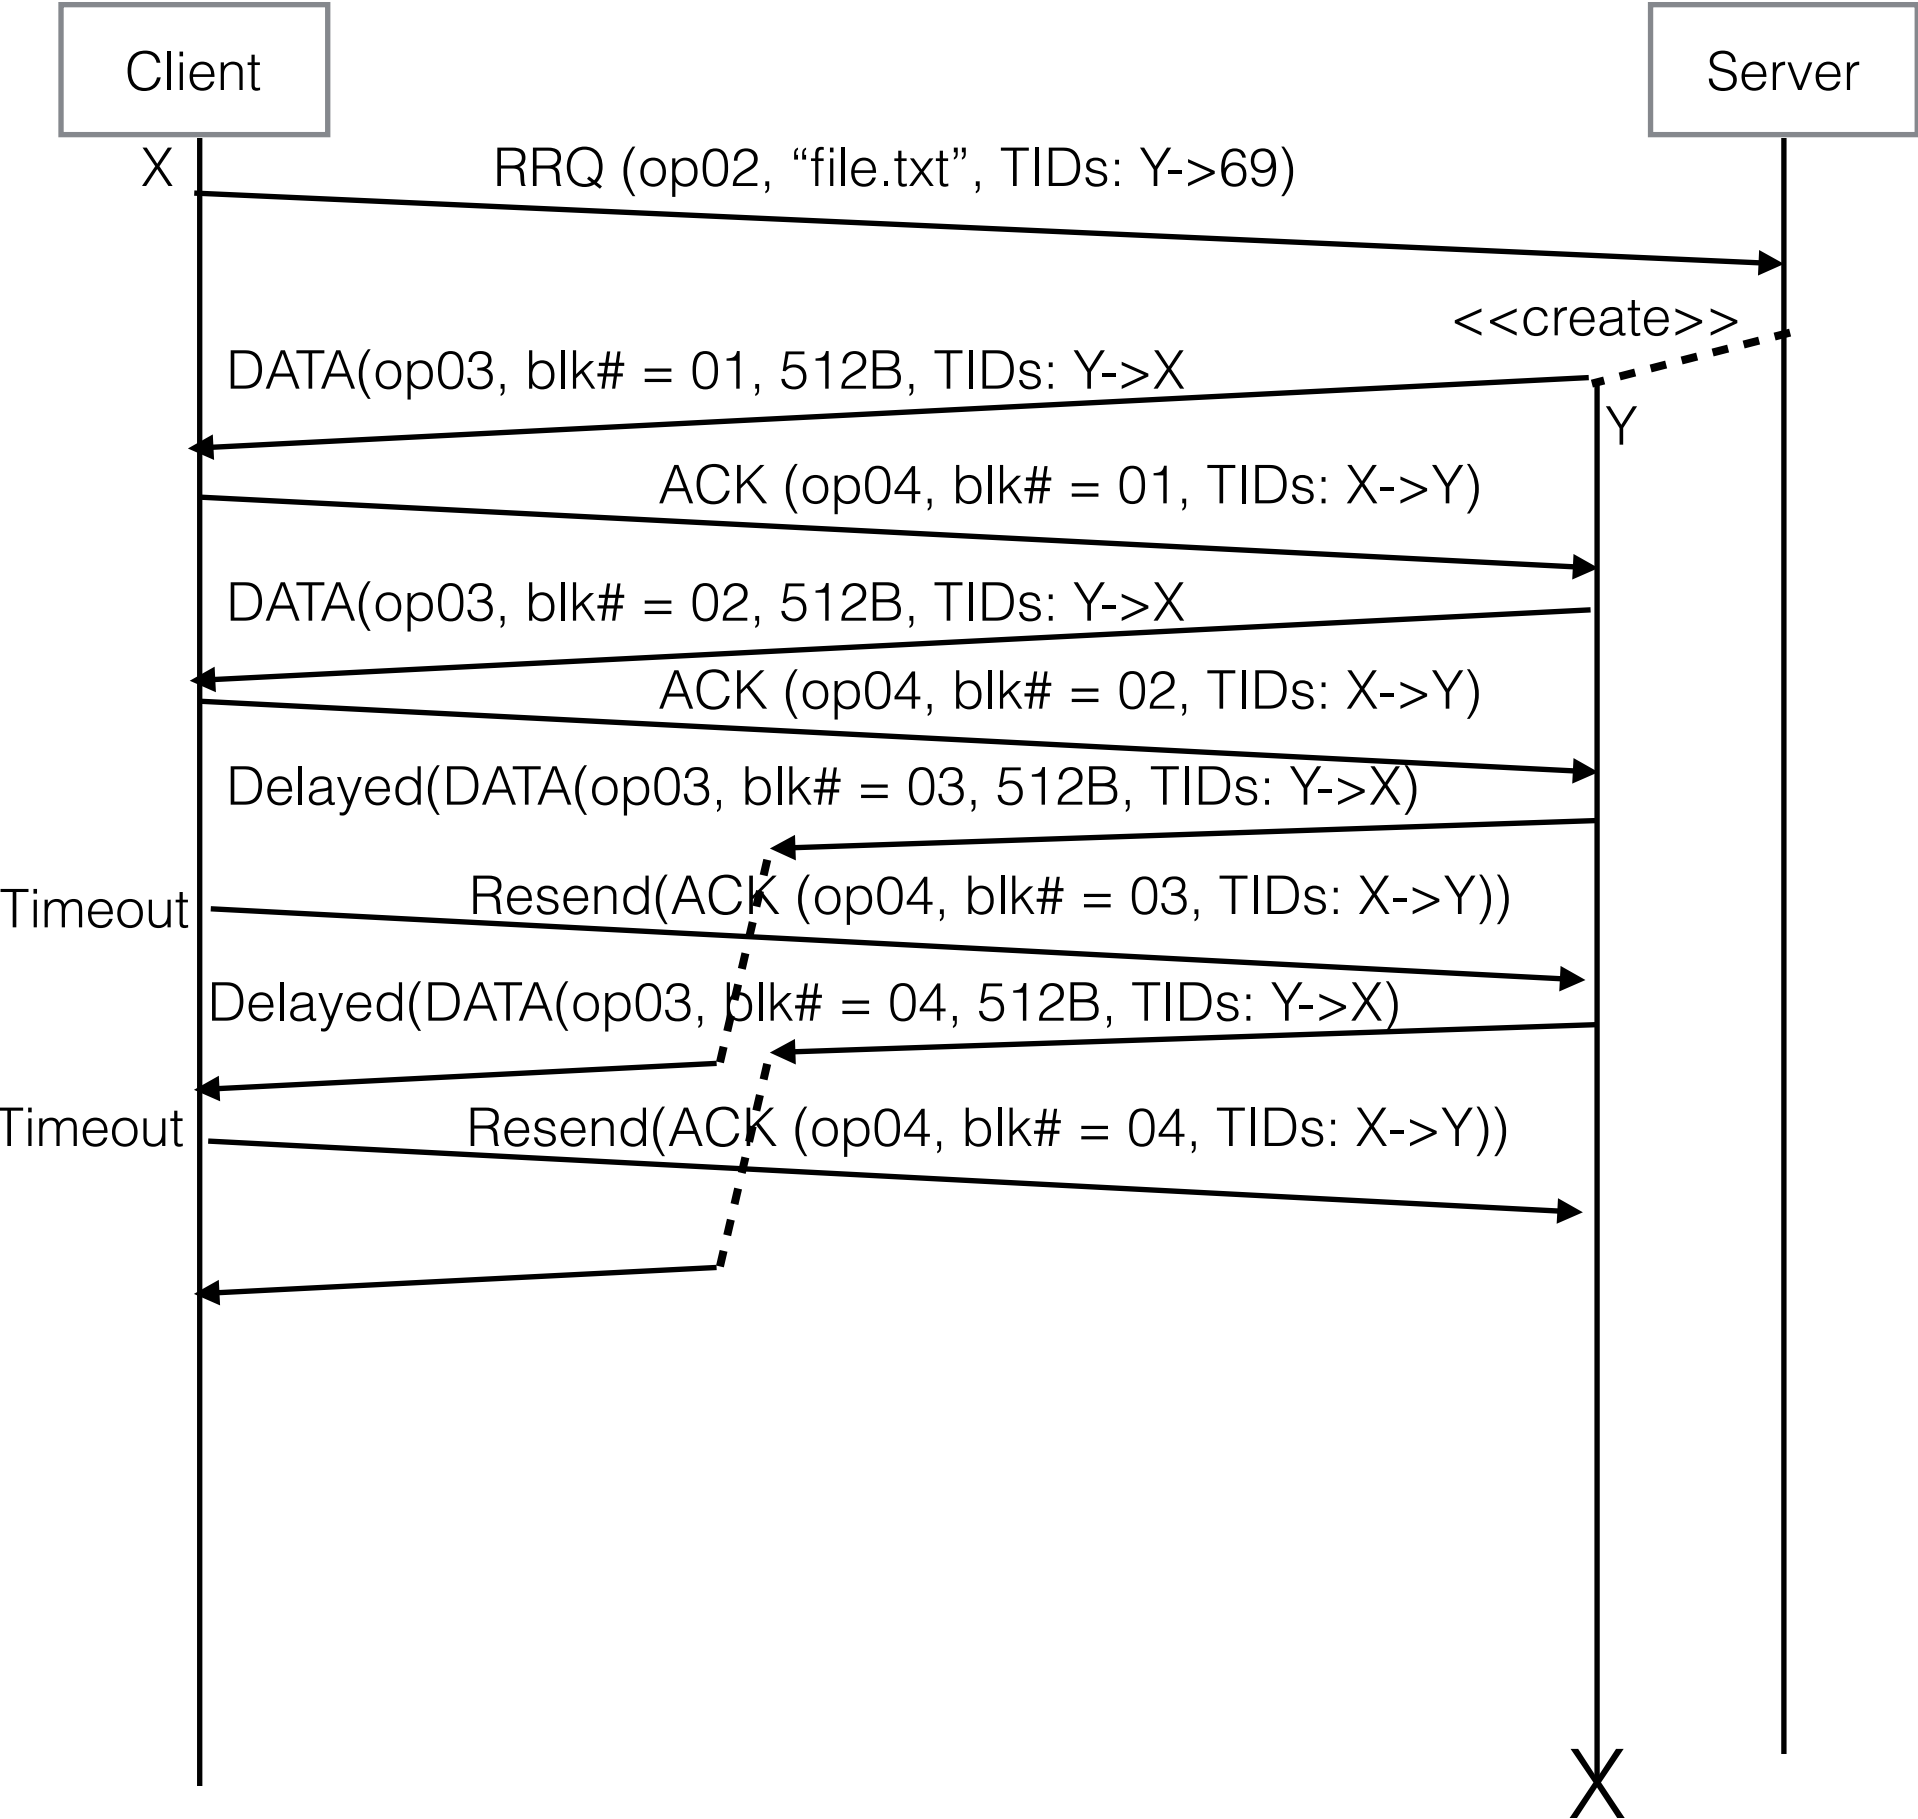 Client
Server
X
RRQ (op02, “file.txt”, TIDs: Y->69)
<<create>>
DATA(op03, blk# = 01, 512B, TIDs: Y->X
Y
ACK (op04, blk# = 01, TIDs: X->Y)
DATA(op03, blk# = 02, 512B, TIDs: Y->X
ACK (op04, blk# = 02, TIDs: X->Y)
Delayed(DATA(op03, blk# = 03, 512B, TIDs: Y->X)
Timeout
Resend(ACK (op04, blk# = 03, TIDs: X->Y))
Delayed(DATA(op03, blk# = 04, 512B, TIDs: Y->X)
Timeout
Resend(ACK (op04, blk# = 04, TIDs: X->Y))
X